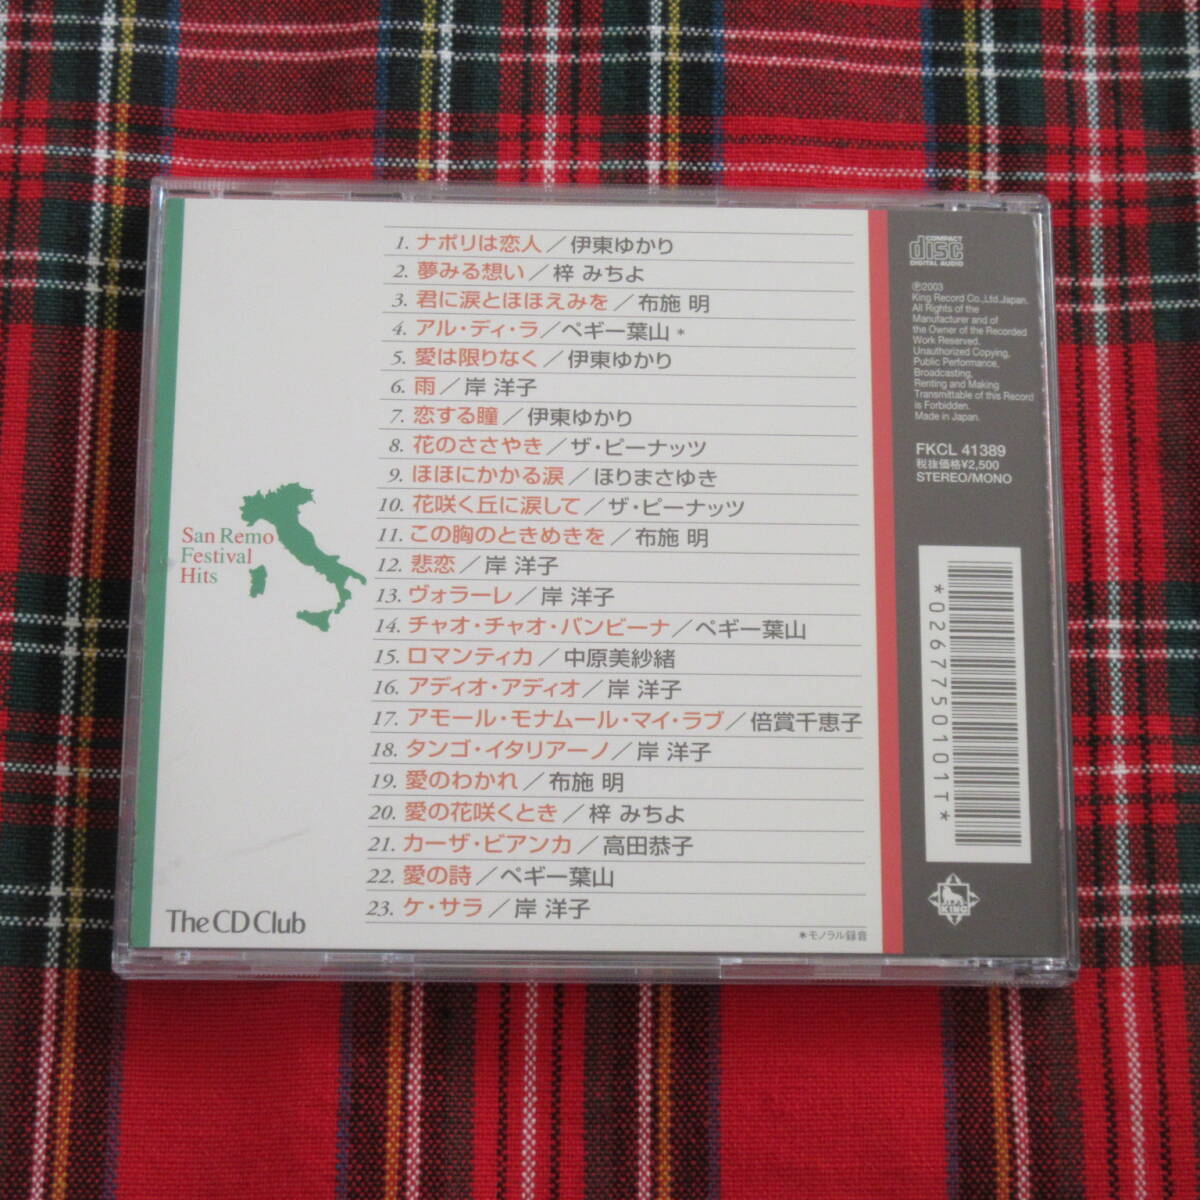 1. ナポリは恋人／伊東ゆかり
2. 夢みる想い／梓 みちよ
3. 君に涙とほほえみを／布施 明
4. アル・ディ・ラ／ペギー葉山 *
5. 愛は限りなく／伊東ゆかり
6. 雨／岸 洋子
7. 恋する瞳／伊東ゆかり
8. 花のささやき／ザ・ピーナッツ
9. ほほにかかる涙／ほりまさゆき
10. 花咲く丘に涙して／ザ・ピーナッツ
11. この胸のときめきを／布施 明
12. 悲恋／岸 洋子
13. ヴォラーレ／岸 洋子
14. チャオ・チャオ・バンビーナ／ペギー葉山
15. ロマンティカ／中原美紗緒
16. アディオ・アディオ／岸 洋子
17. アモール・モナムール・マイ・ラブ／倍賞千恵子
18. タンゴ・イタリアーノ／岸 洋子
19. 愛のわかれ／布施 明
20. 愛の花咲くとき／梓 みちよ
21. カーザ・ビアンカ／高田恭子
22. 愛の詩／ペギー葉山
23. ケ・サラ／岸 洋子
*モノラル録音
San Remo
Festival
Hits
The CD Club
COMPACT
disc
DIGITAL AUDIO
Ⓟ2003
King Record Co.,Ltd.Japan.
All Rights of the
Manufacturer and of
the Owner of the Recorded
Work Reserved.
Unauthorized Copying,
Public Performance,
Broadcasting,
Renting and Making
Transmittable of this Record
is Forbidden.
Made in Japan.
FKCL 41389
税抜価格¥2,500
STEREO/MONO
*0267750101T*
KING